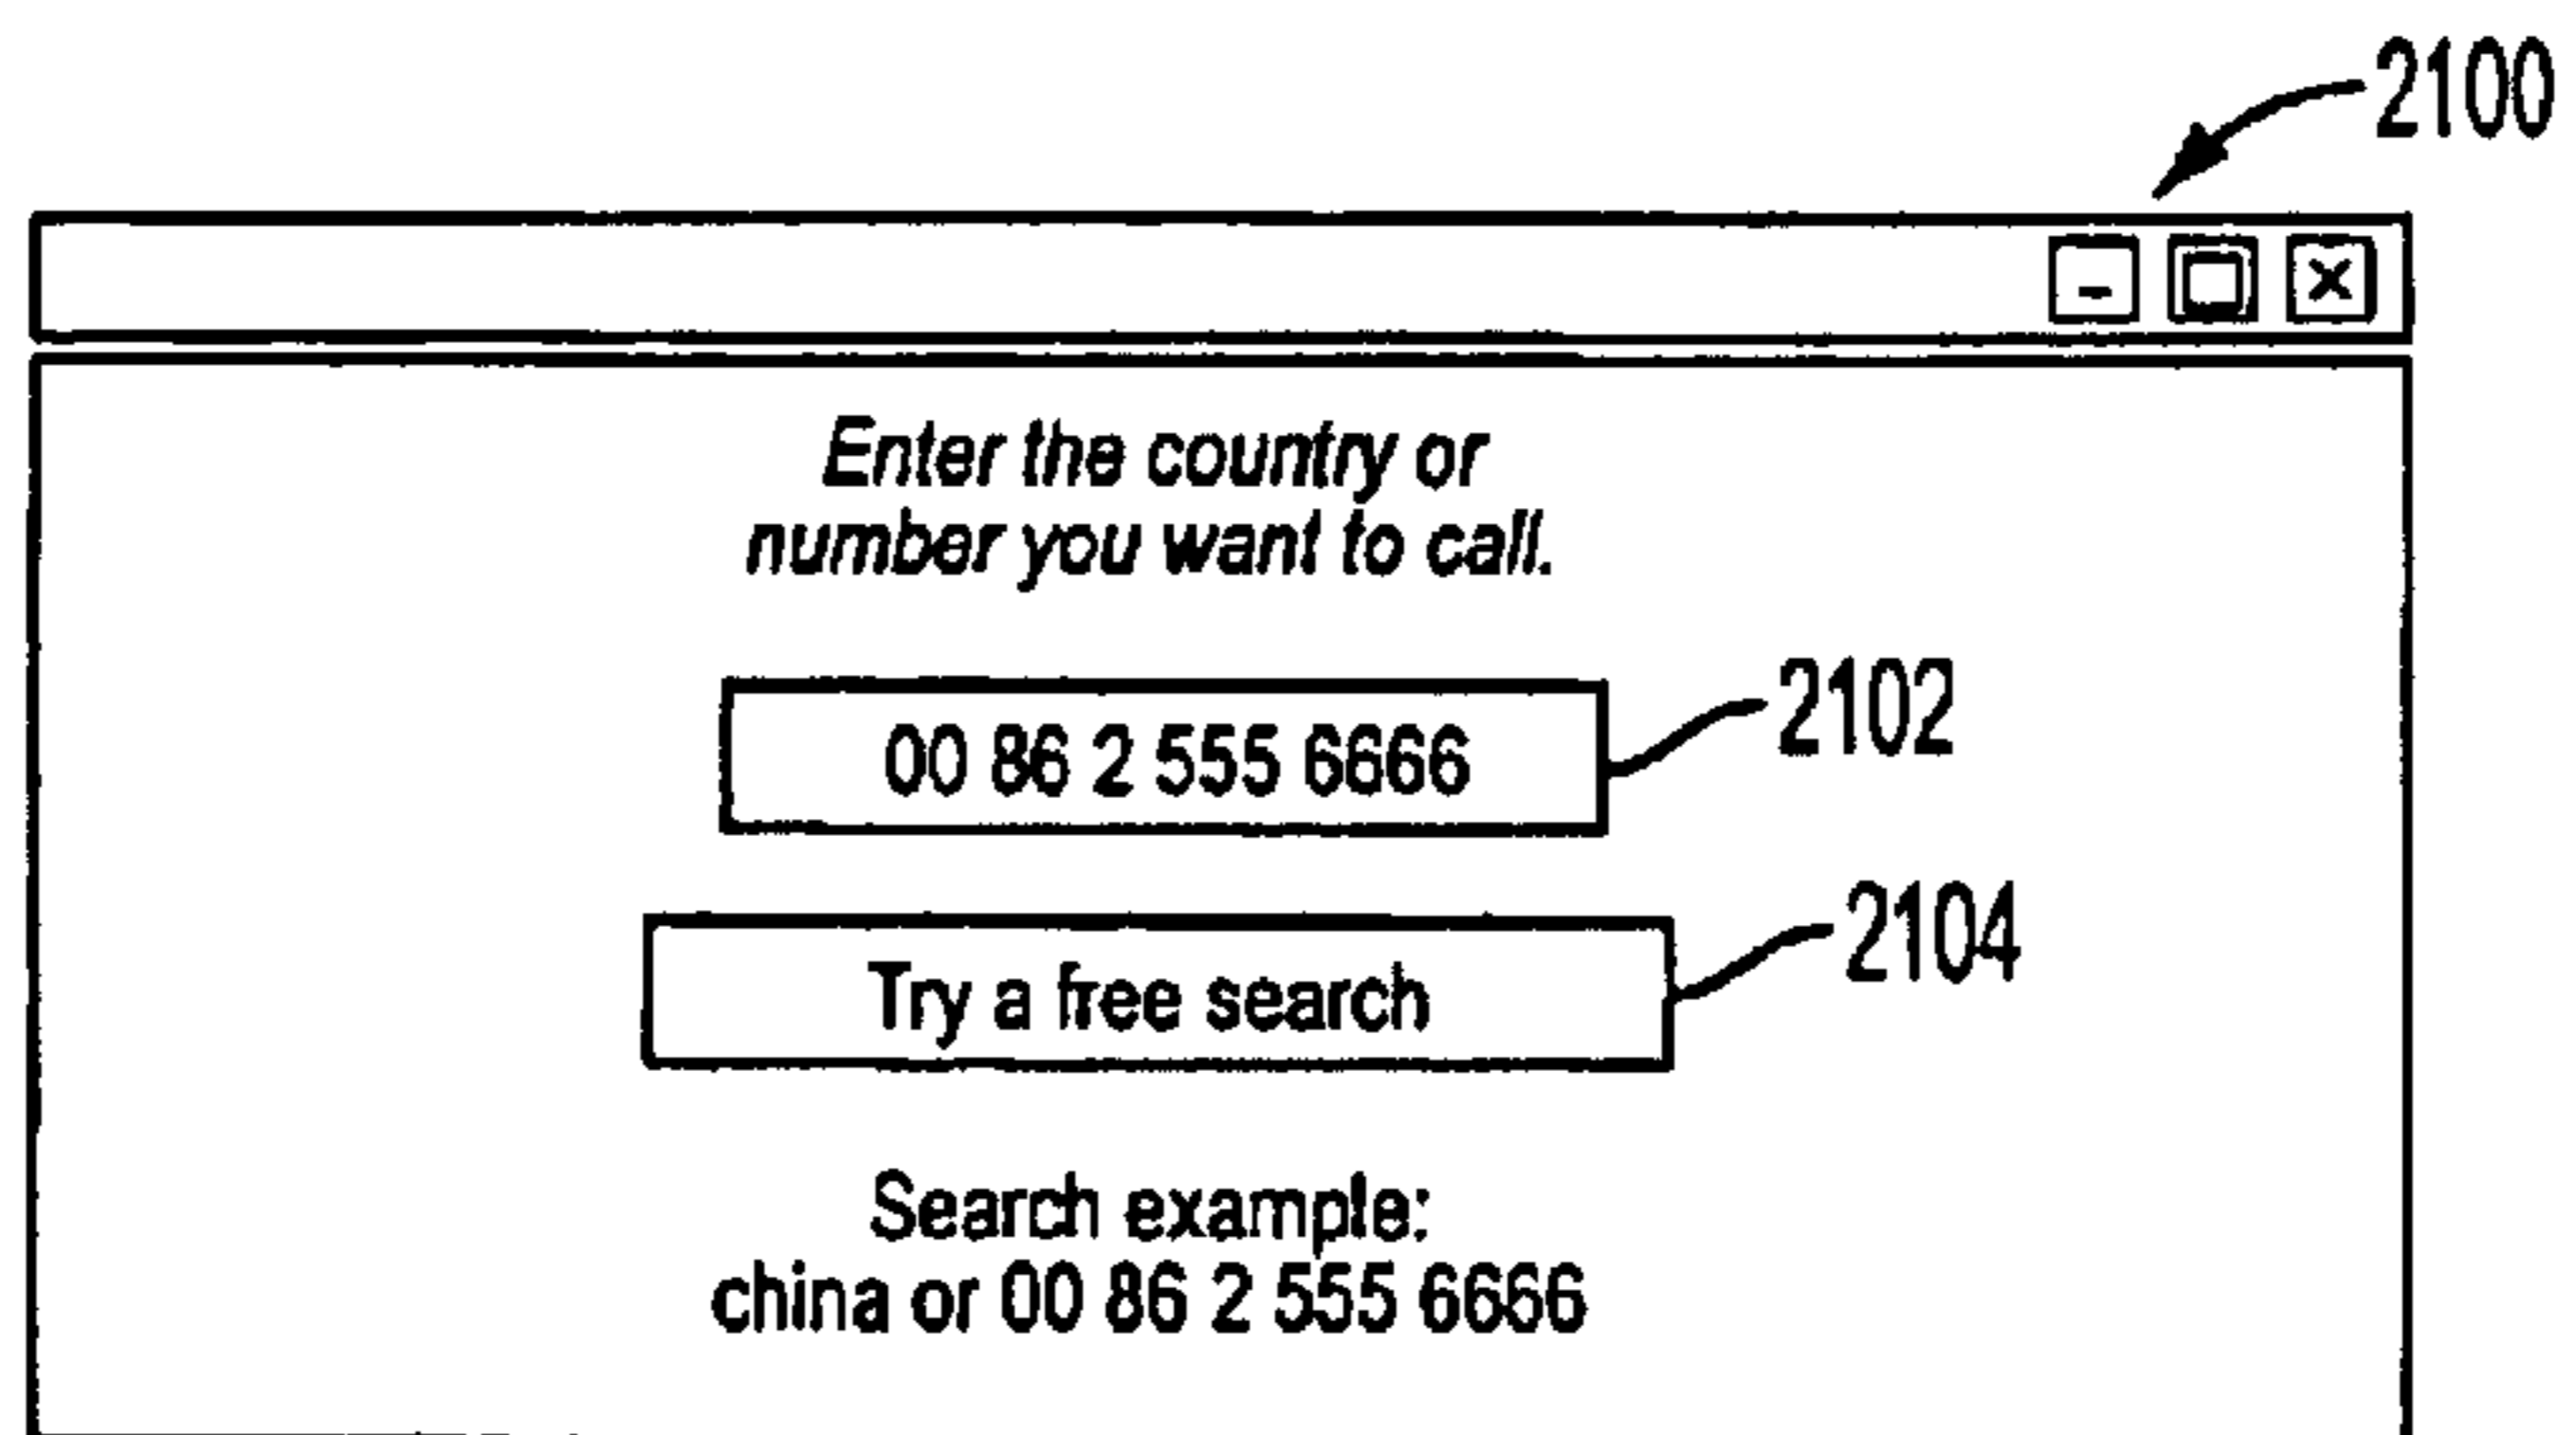 2100
Enter the country or
number you want to call.
00 86 2 555 6666
2102
Try a free search
2104
Search example:
china or 00 86 2 555 6666